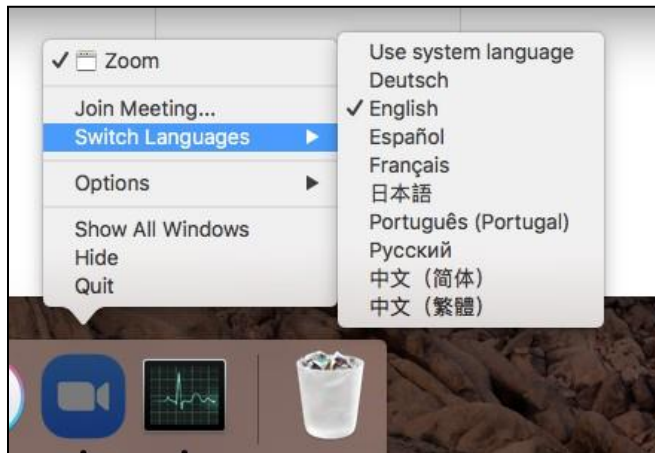 Zoom
Join Meeting...
Switch Languages
Options
Show All Windows
Hide
Quit
Use system language
Deutsch
English
Español
Français
日本語
Português (Portugal)
Русский
中文（简体）
中文（繁體）